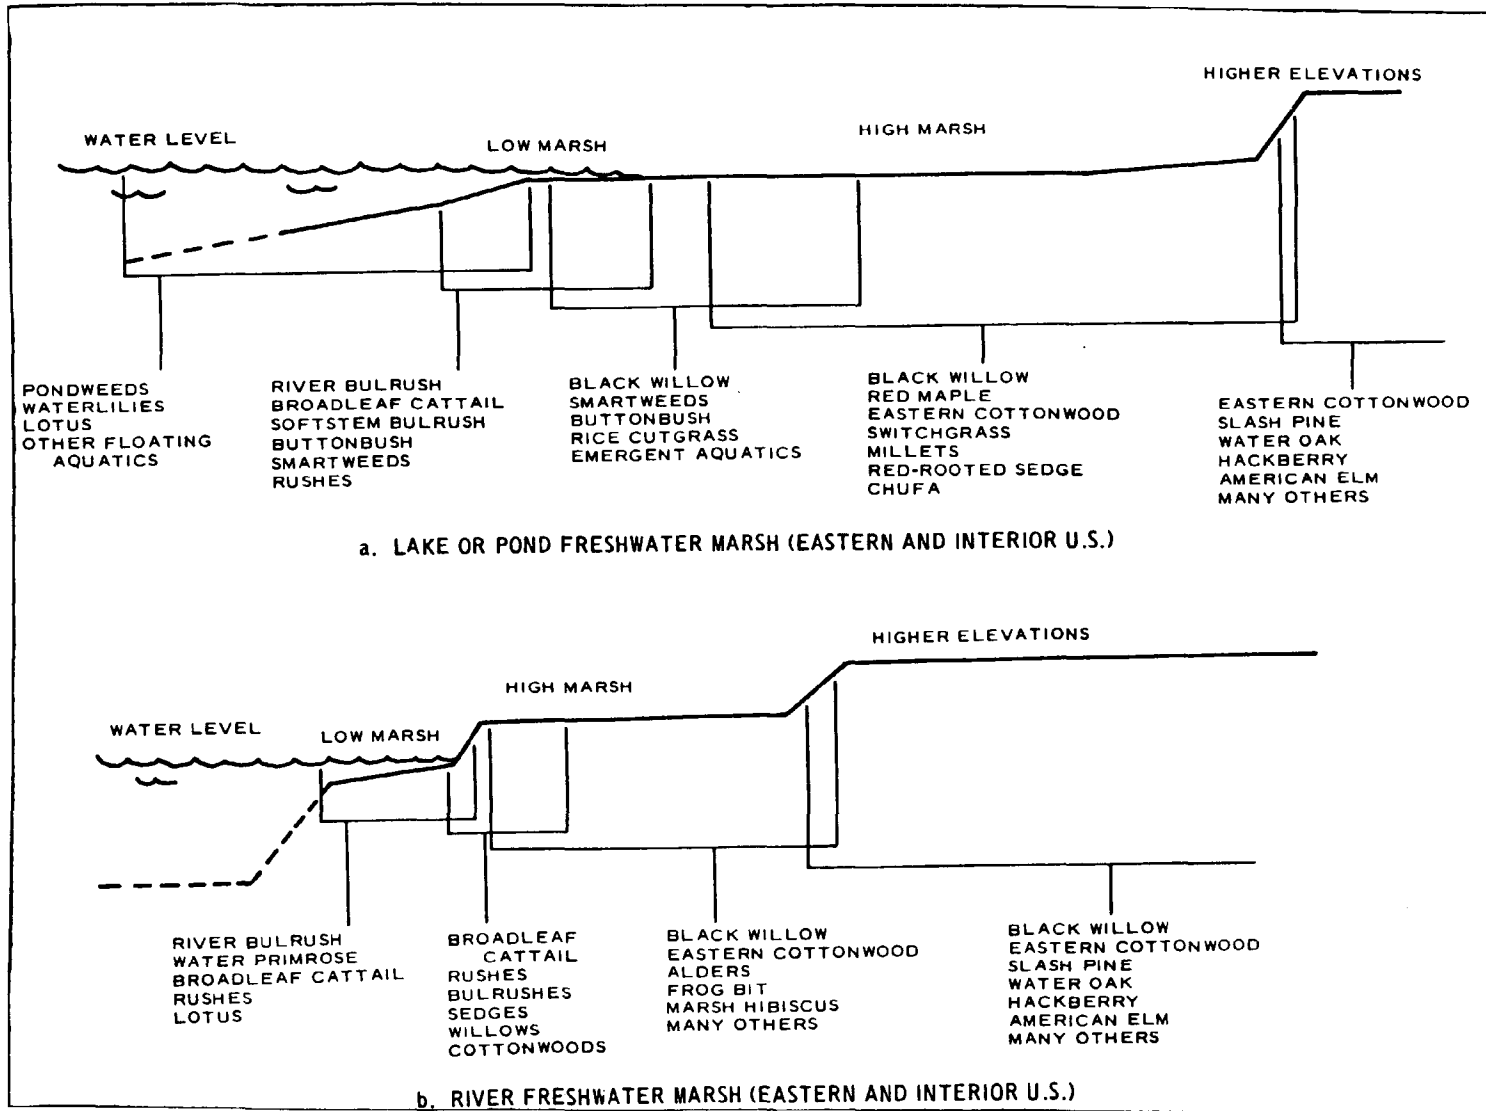 HIGHER ELEVATIONS
WATER LEVEL
LOW MARSH
HIGH MARSH
PONDWEEDS
WATERLILIES
LOTUS
OTHER FLOATING
AQUATICS
RIVER BULRUSH
BROADLEAF CATTAIL
SOFTSTEM BULRUSH
BUTTONBUSH
SMARTWEEDS
RUSHES
BLACK WILLOW
SMARTWEEDS
BUTTONBUSH
RICE CUTGRASS
EMERGENT AQUATICS
BLACK WILLOW
RED MAPLE
EASTERN COTTONWOOD
SWITCHGRASS
MILLETS
RED-ROOTED SEDGE
CHUFA
EASTERN COTTONWOOD
SLASH PINE
WATER OAK
HACKBERRY
AMERICAN ELM
MANY OTHERS
a. LAKE OR POND FRESHWATER MARSH (EASTERN AND INTERIOR U.S.)
HIGHER ELEVATIONS
HIGH MARSH
WATER LEVEL
LOW MARSH
RIVER BULRUSH
WATER PRIMROSE
BROADLEAF CATTAIL
RUSHES
LOTUS
BROADLEAF
CATTAIL
RUSHES
BULRUSHES
SEDGES
WILLOWS
COTTONWOODS
BLACK WILLOW
EASTERN COTTONWOOD
ALDERS
FROG BIT
MARSH HIBISCUS
MANY OTHERS
BLACK WILLOW
EASTERN COTTONWOOD
SLASH PINE
WATER OAK
HACKBERRY
AMERICAN ELM
MANY OTHERS
b. RIVER FRESHWATER MARSH (EASTERN AND INTERIOR U.S.)